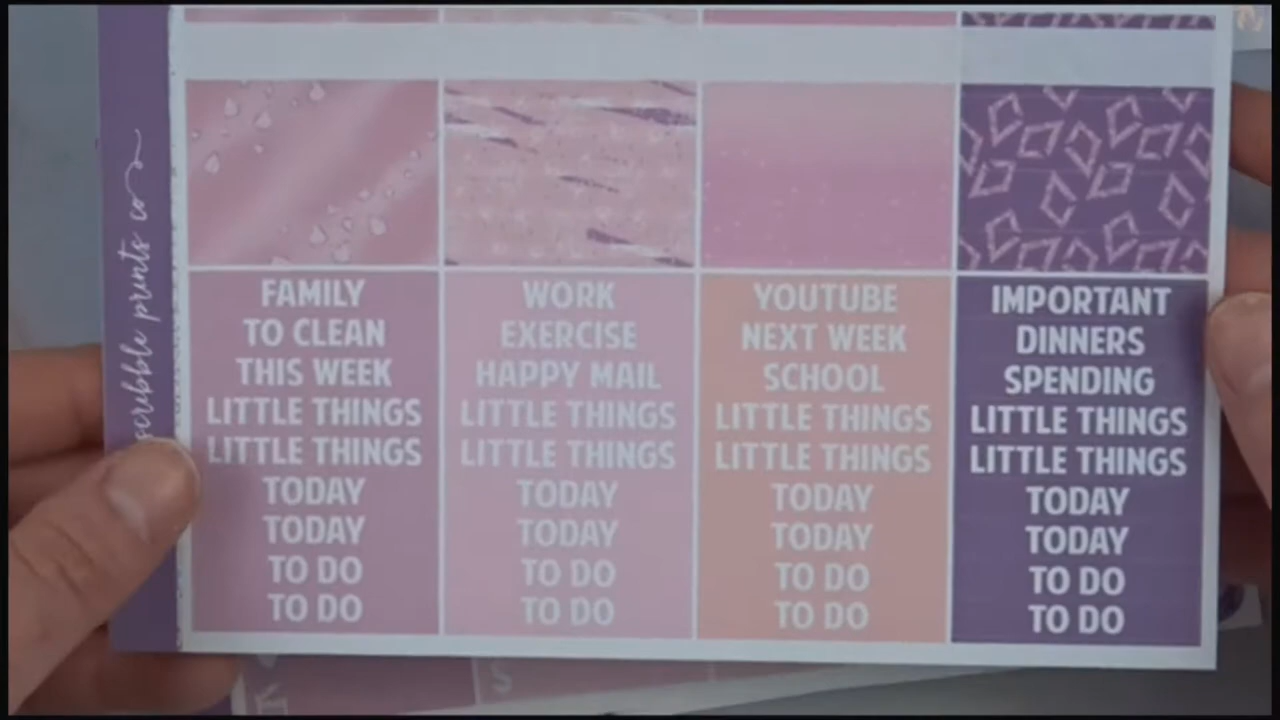 scribble prints co
FAMILY
TO CLEAN
THIS WEEK
LITTLE THINGS
LITTLE THINGS
TODAY
TODAY
TO DO
TO DO
WORK
EXERCISE
HAPPY MAIL
LITTLE THINGS
LITTLE THINGS
TODAY
TODAY
TO DO
TO DO
YOUTUBE
NEXT WEEK
SCHOOL
LITTLE THINGS
LITTLE THINGS
TODAY
TODAY
TO DO
TO DO
IMPORTANT
DINNERS
SPENDING
LITTLE THINGS
LITTLE THINGS
TODAY
TODAY
TO DO
TO DO